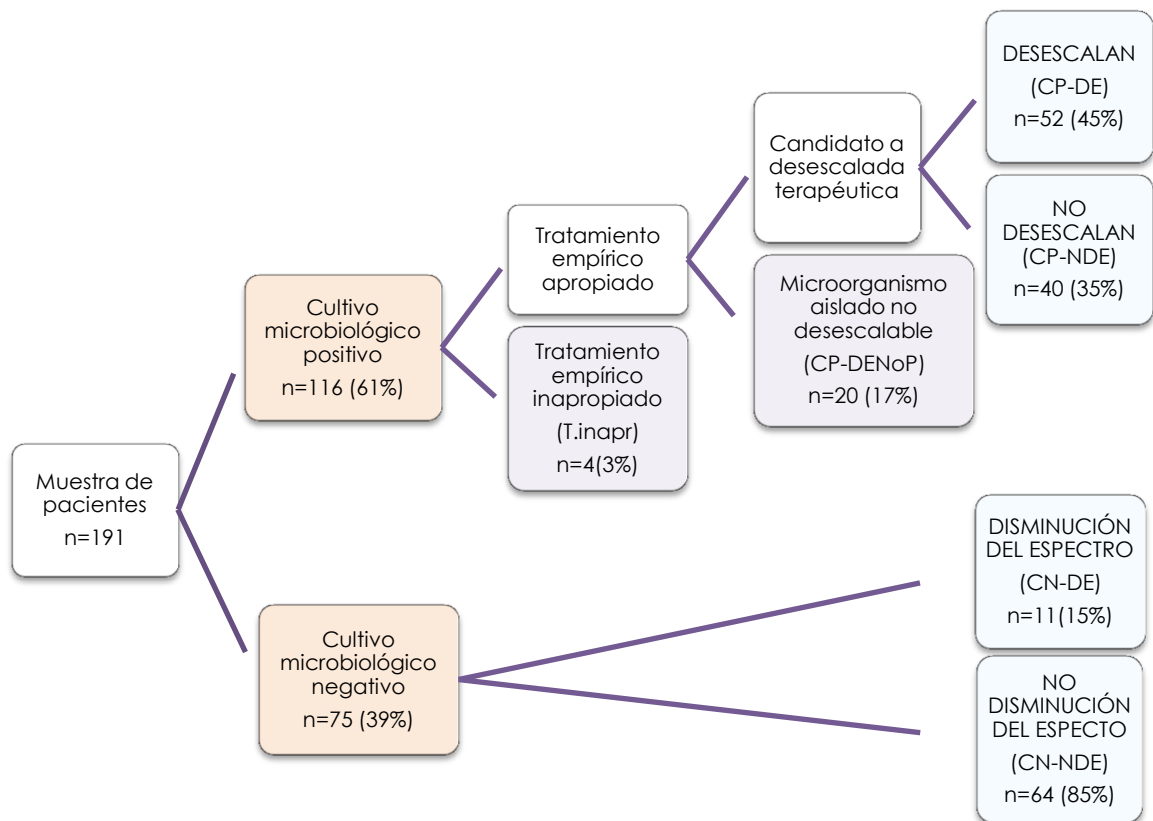 Muestra de
pacientes
n=191
Cultivo
microbiológico
positivo
n=116 (61%)
Tratamiento
empírico
apropiado
Tratamiento
empírico
inapropiado
(T.inapr)
n=4(3%)
Candidato a
desescalada
terapéutica
Microorganismo
aislado no
desescalable
(CP-DENoP)
n=20 (17%)
DESESCALAN
(CP-DE)
n=52 (45%)
NO
DESESCALAN
(CP-NDE)
n=40 (35%)
Cultivo
microbiológico
negativo
n=75 (39%)
DISMINUCIÓN
DEL ESPECTRO
(CN-DE)
n=11(15%)
NO
DISMINUCIÓN
DEL ESPECTO
(CN-NDE)
n=64 (85%)